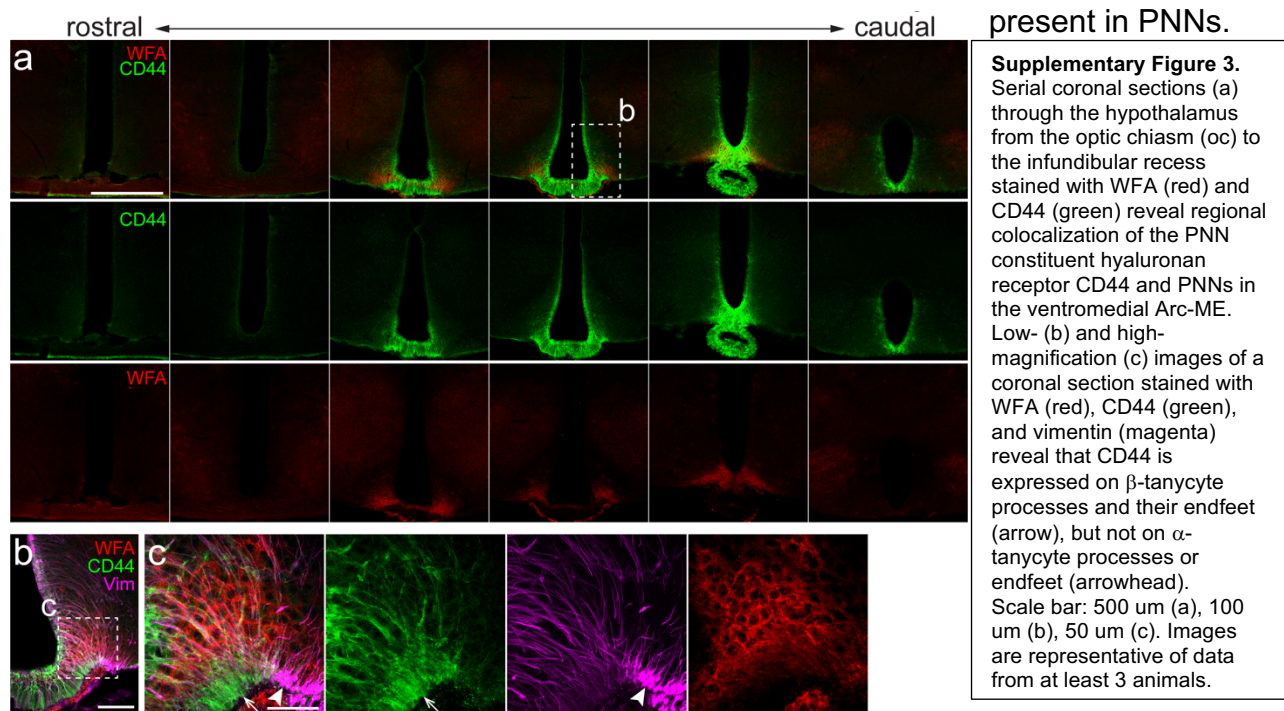 rostral
caudal
present in PNNs.
a
WFA
CD44
b
CD44
WFA
b
WFA
CD44
Vim
c
c
Supplementary Figure 3.
Serial coronal sections (a)
through the hypothalamus
from the optic chiasm (oc) to
the infundibular recess
stained with WFA (red) and
CD44 (green) reveal regional
colocalization of the PNN
constituent hyaluronan
receptor CD44 and PNNs in
the ventromedial Arc-ME.
Low- (b) and high-
magnification (c) images of a
coronal section stained with
WFA (red), CD44 (green),
and vimentin (magenta)
reveal that CD44 is
expressed on β-tanycyte
processes and their endfeet
(arrow), but not on α-
tanycyte processes or
endfeet (arrowhead).
Scale bar: 500 um (a), 100
um (b), 50 um (c). Images
are representative of data
from at least 3 animals.